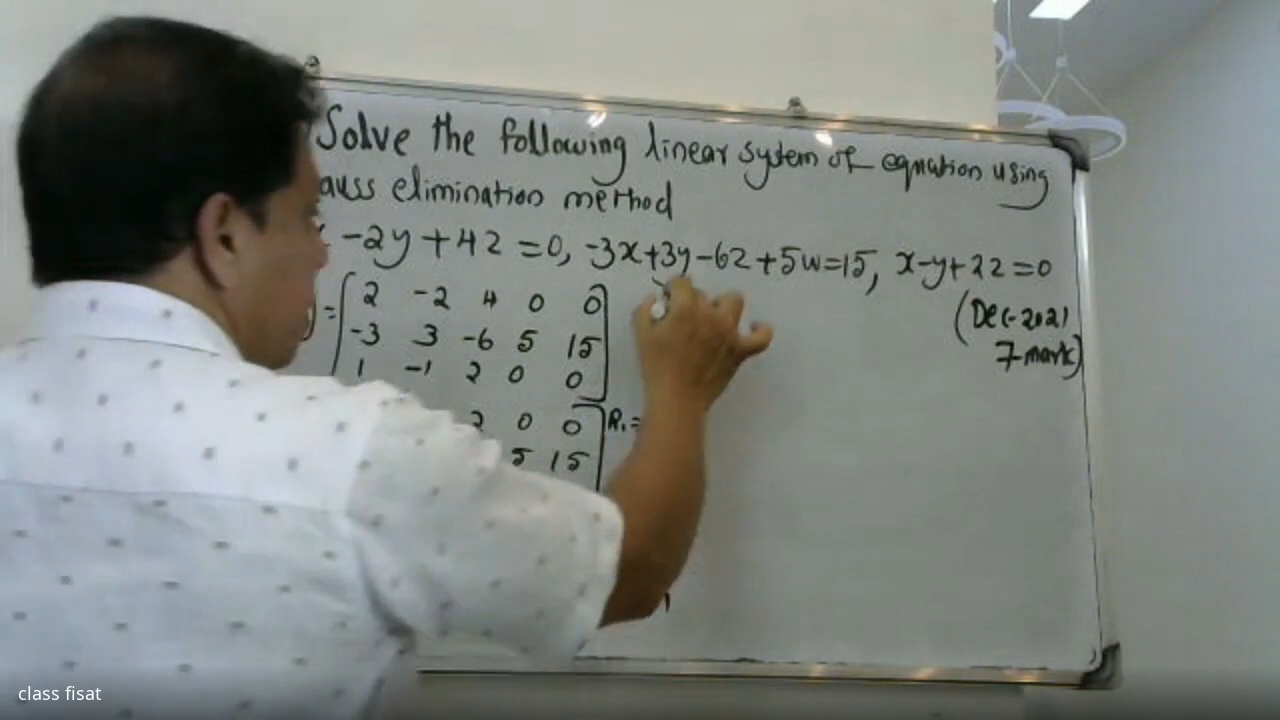 Solve the following linear system of equation using
auss elimination method
-2y+4z=0, -3x+3y-6z+5w=15, x-y+2z=0
(Dec-2021
7 mark)
= 2 -2 4 0 0
-3 3 -6 5 15
1 -1 2 0 0
2 0 0 R₁=
5 15
class fisat